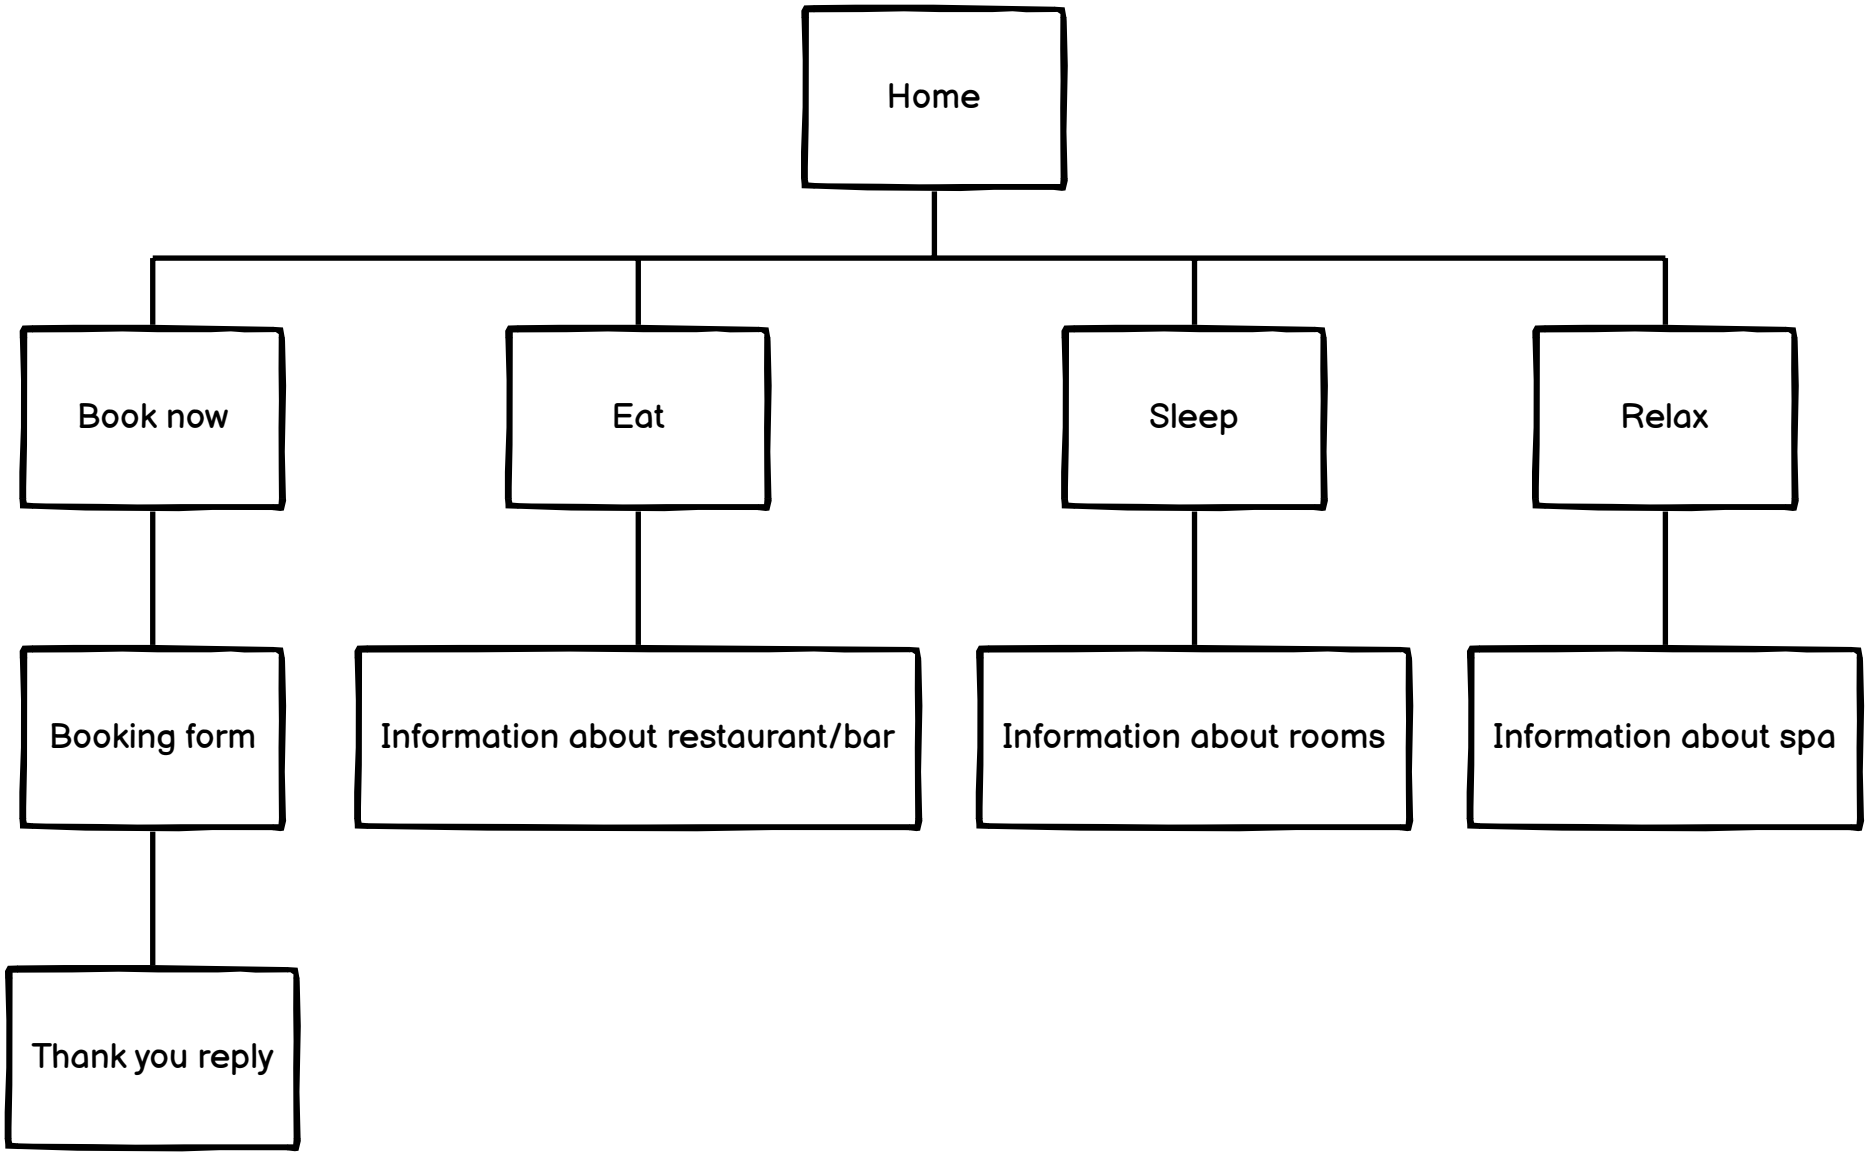 Home
Book now
Eat
Sleep
Relax
Booking form
Information about restaurant/bar
Information about rooms
Information about spa
Thank you reply